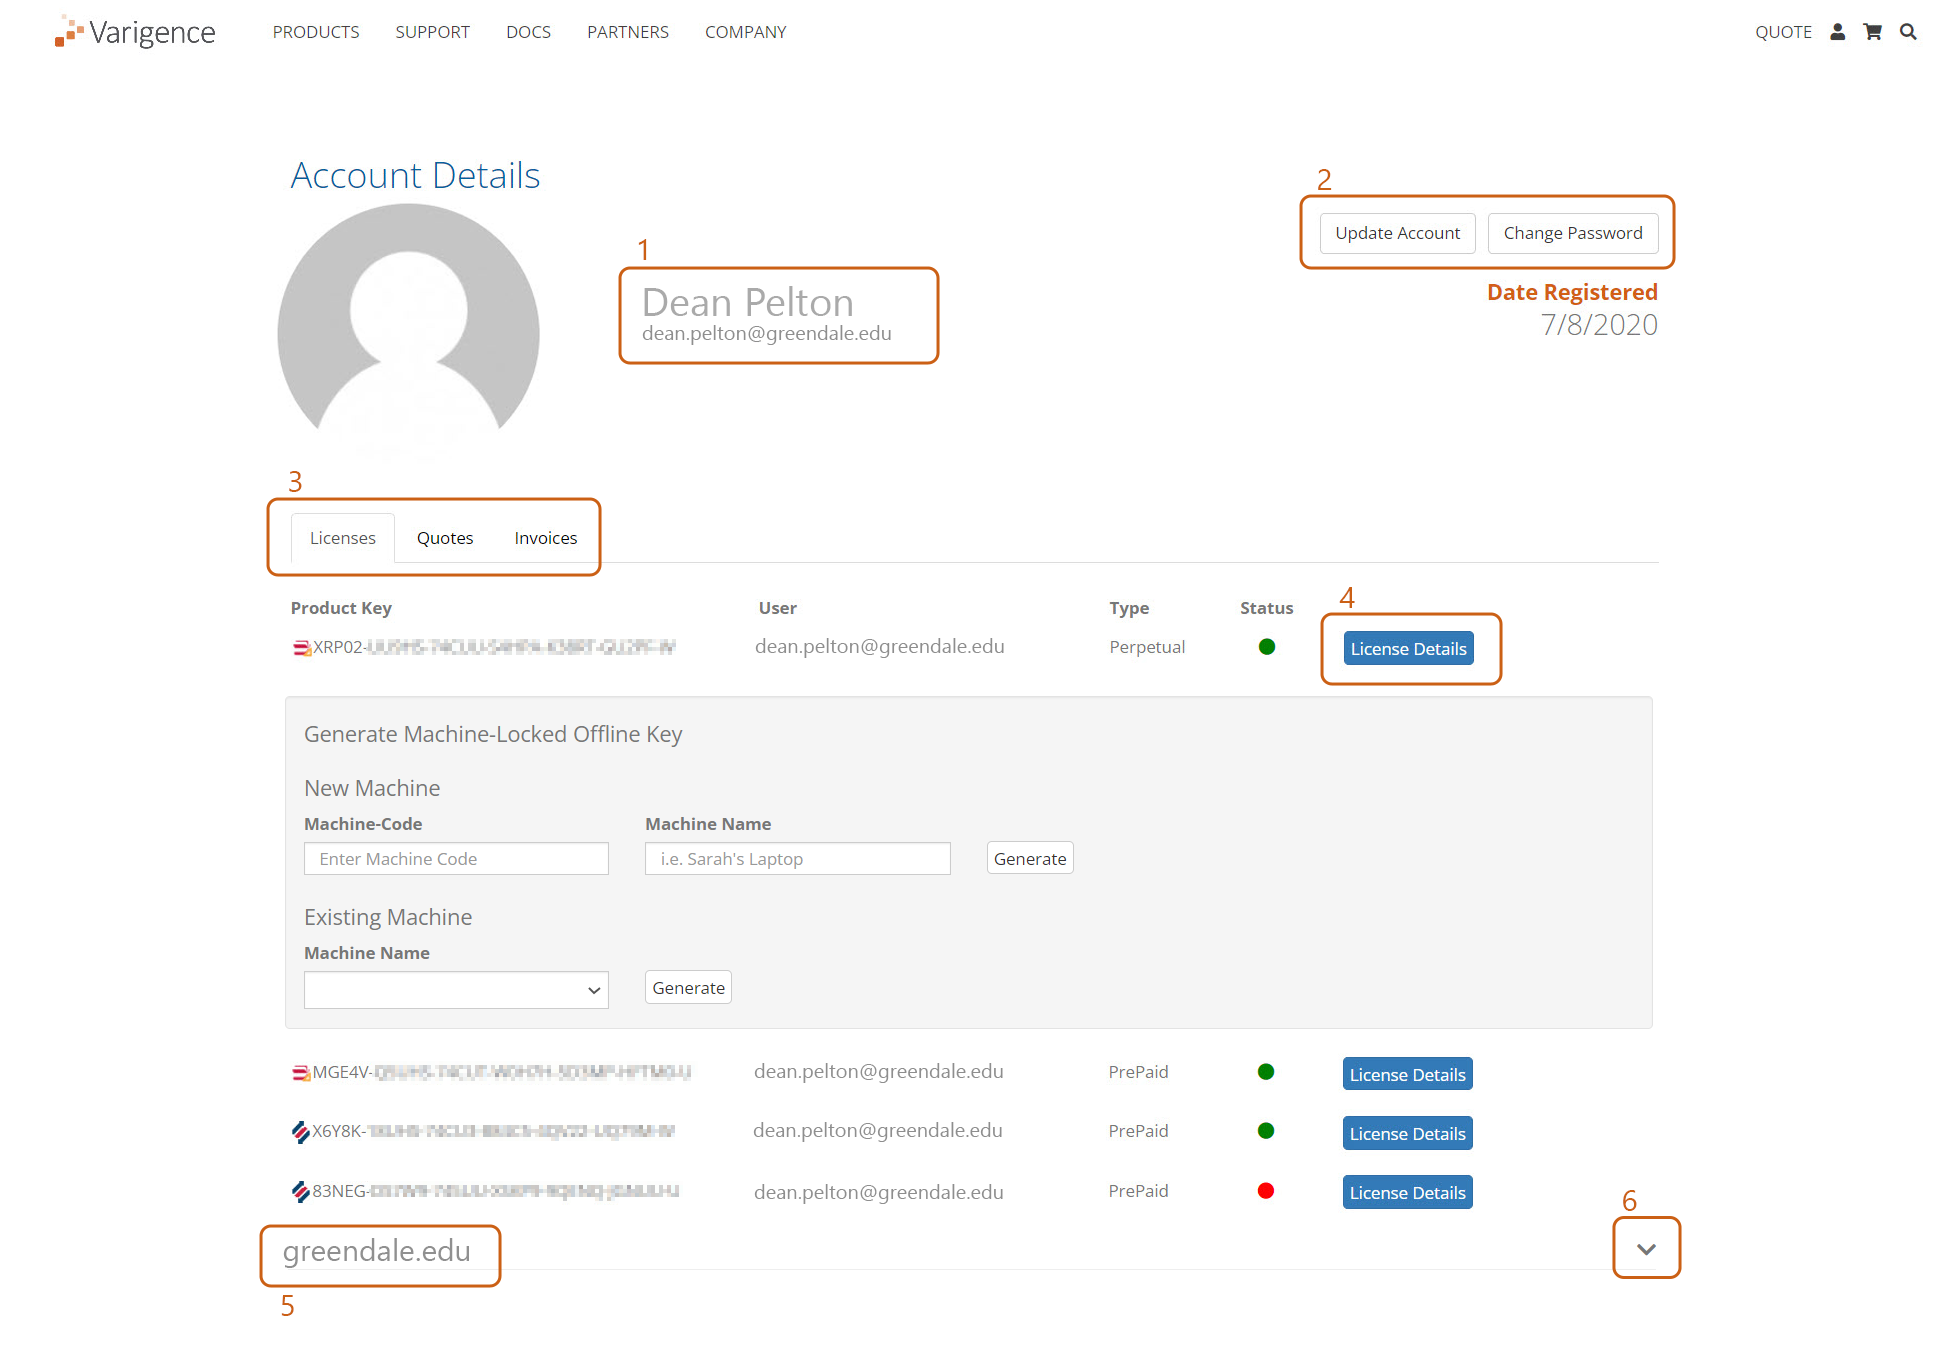 Varigence PRODUCTS SUPPORT DOCS PARTNERS COMPANY QUOTE
Account Details
2
Update Account Change Password
1
Dean Pelton
dean.pelton@greendale.edu
Date Registered
7/8/2020
3
Licenses Quotes Invoices
Product Key User Type Status
4
XRP02- dean.pelton@greendale.edu Perpetual License Details
Generate Machine-Locked Offline Key
New Machine
Machine-Code Machine Name
Enter Machine Code i.e. Sarah's Laptop Generate
Existing Machine
Machine Name
Generate
MGE4V- dean.pelton@greendale.edu PrePaid License Details
X6Y8K- dean.pelton@greendale.edu PrePaid License Details
83NEG- dean.pelton@greendale.edu PrePaid License Details
6
greendale.edu
5